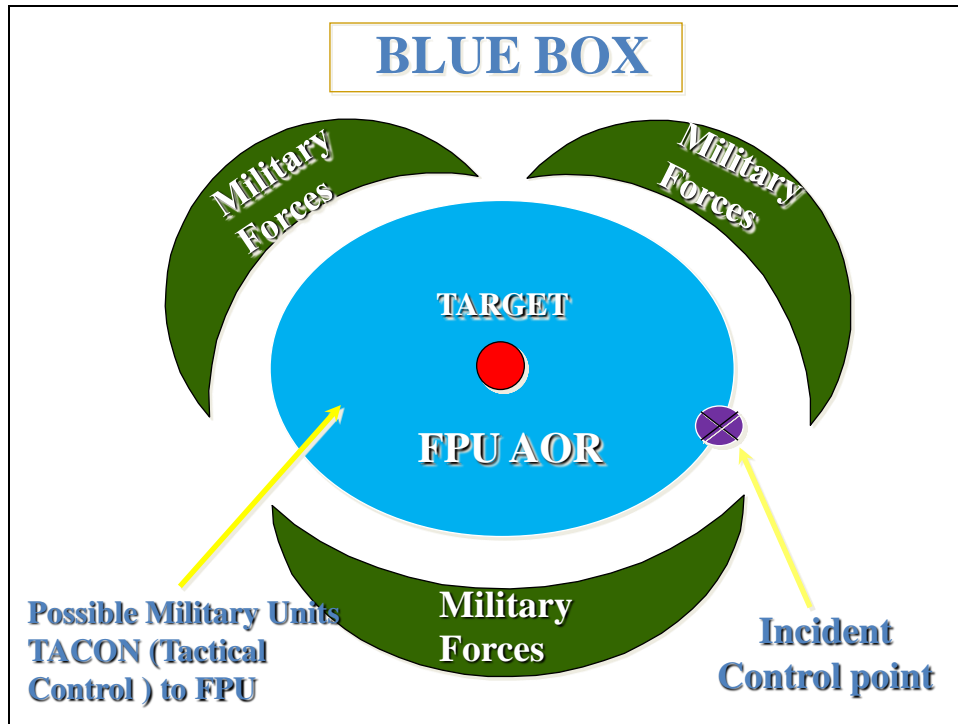 BLUE BOX
Military
Forces
Military
Forces
TARGET
FPU AOR
Military
Forces
Possible Military Units
TACON (Tactical
Control ) to FPU
Incident
Control point